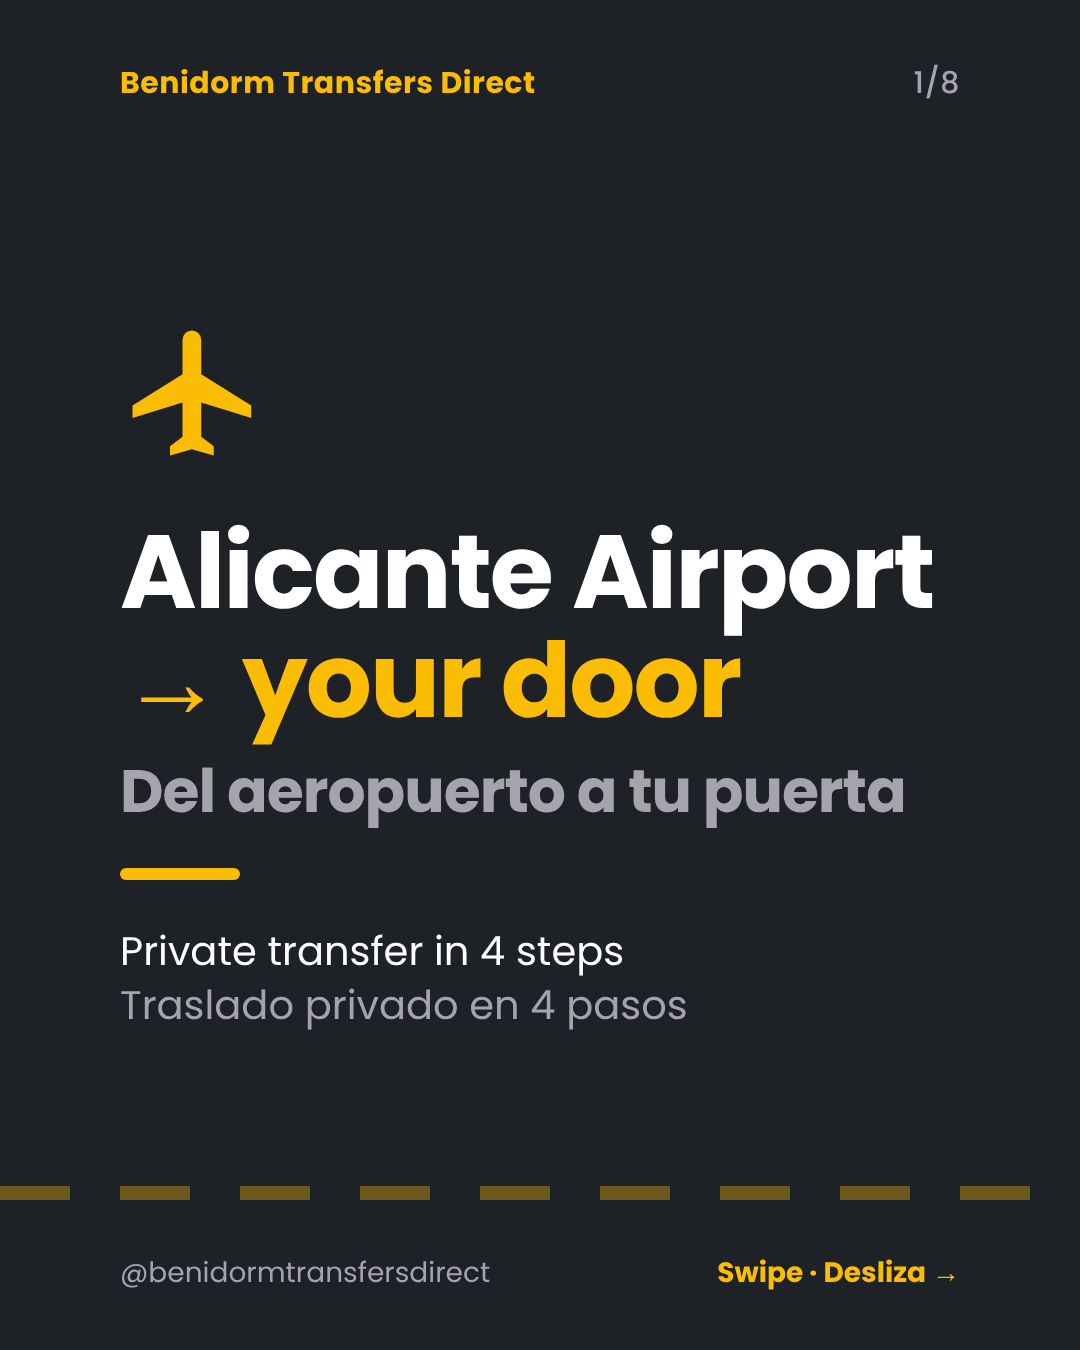 Benidorm Transfers Direct
1/8
Alicante Airport
→ your door
Del aeropuerto a tu puerta
Private transfer in 4 steps
Traslado privado en 4 pasos
@benidormtransfersdirect
Swipe · Desliza →